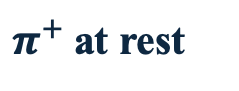 π⁺ at rest